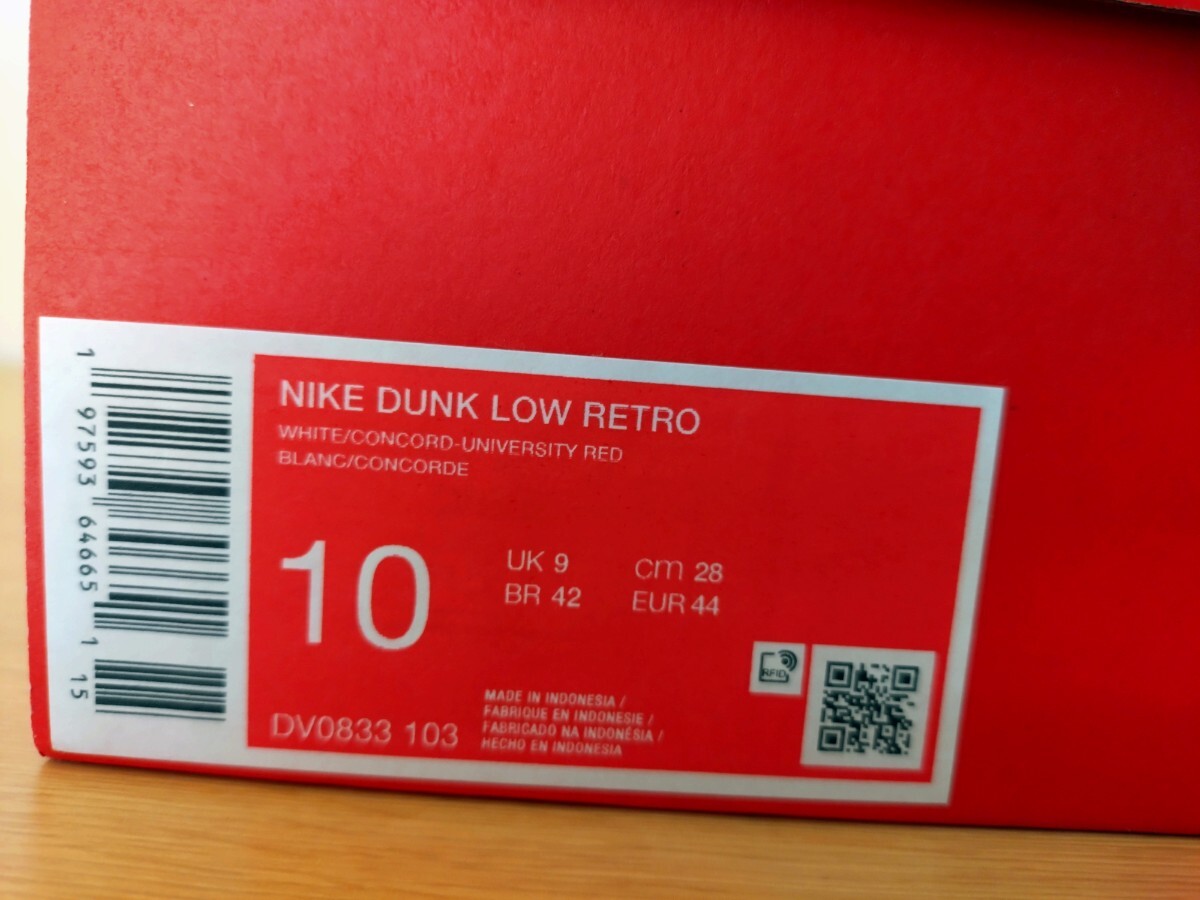 NIKE DUNK LOW RETRO
WHITE/CONCORD-UNIVERSITY RED
BLANC/CONCORDE
10
UK 9
cm 28
BR 42
EUR 44
DV0833 103
MADE IN INDONESIA /
FABRIQUE EN INDONESIE /
FABRICADO NA INDONÉSIA /
HECHO EN INDONESIA
RFID
1 97593 64665 1 15